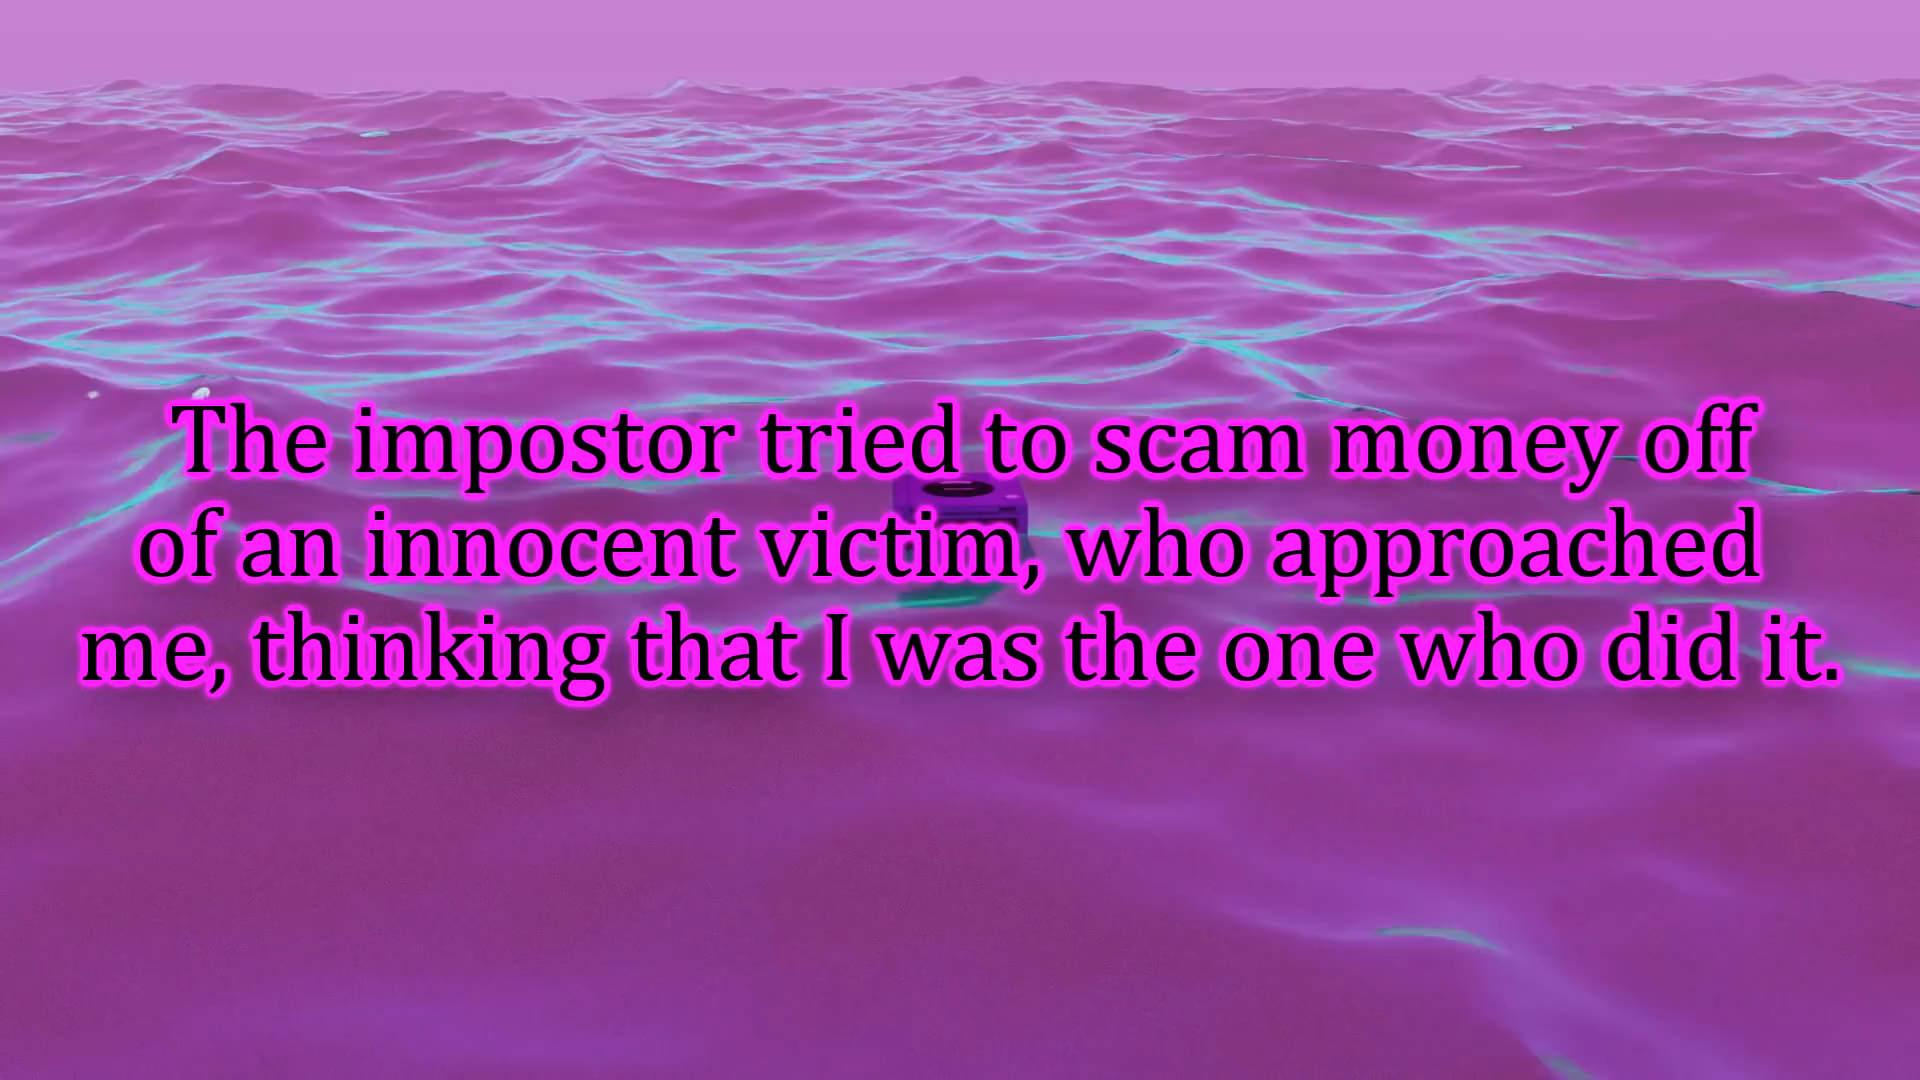 The impostor tried to scam money off
of an innocent victim, who approached
me, thinking that I was the one who did it.